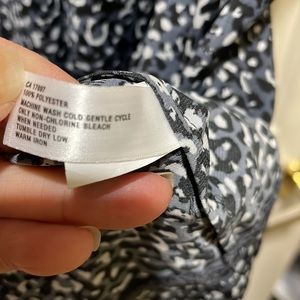 CA 17897
100% POLYESTER
MACHINE WASH COLD GENTLE CYCLE
ONLY NON-CHLORINE BLEACH
WHEN NEEDED
TUMBLE DRY LOW
WARM IRON